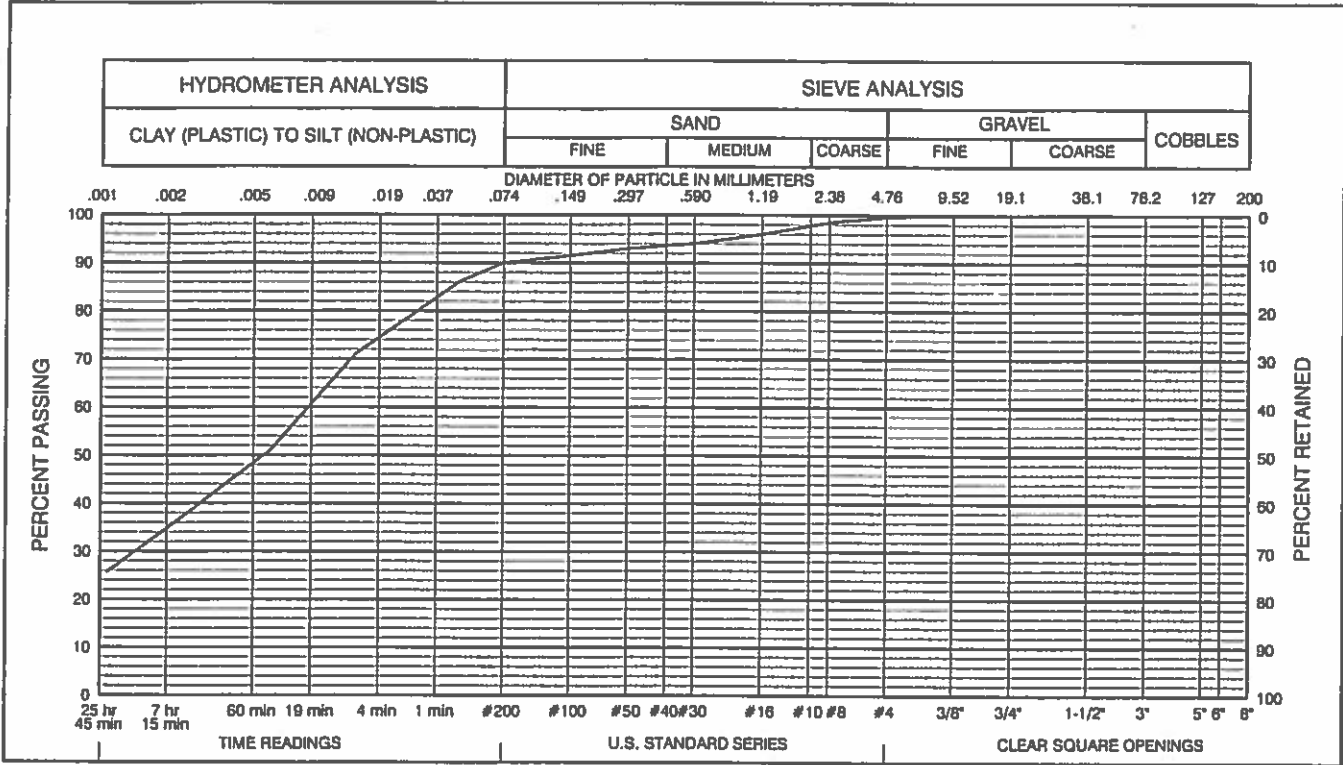 HYDROMETER ANALYSIS SIEVE ANALYSIS
CLAY (PLASTIC) TO SILT (NON-PLASTIC) SAND GRAVEL COBBLES
FINE MEDIUM COARSE FINE COARSE
DIAMETER OF PARTICLE IN MILLIMETERS
.001 .002 .005 .009 .019 .037 .074 .149 .297 .590 1.19 2.38 4.76 9.52 19.1 38.1 78.2 127 200
100 0
90 10
80 20
70 30
60 40
50 50
40 60
30 70
20 80
10 90
0 100
PERCENT PASSING
PERCENT RETAINED
25 hr 7 hr 60 min 19 min 4 min 1 min #200 #100 #50 #40 #30 #16 #10 #8 #4 3/8" 3/4" 1-1/2" 3" 5" 6" 8"
45 min 15 min
TIME READINGS U.S. STANDARD SERIES CLEAR SQUARE OPENINGS